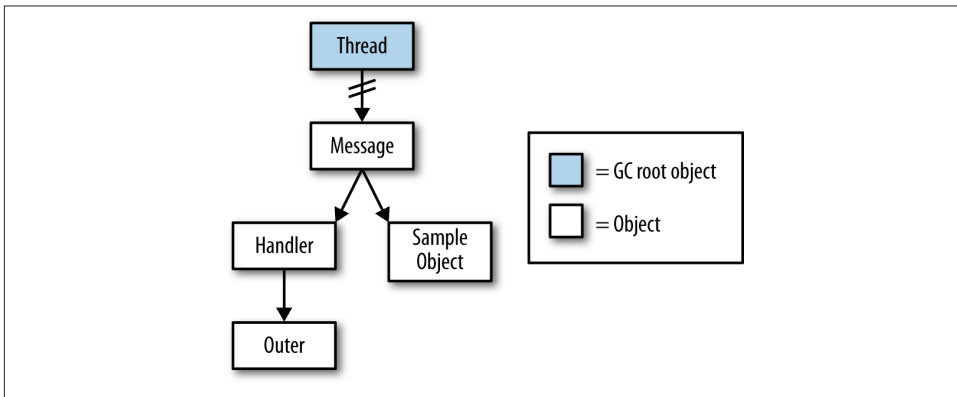 Thread
Message
Handler
Sample
Object
Outer
= GC root object
= Object